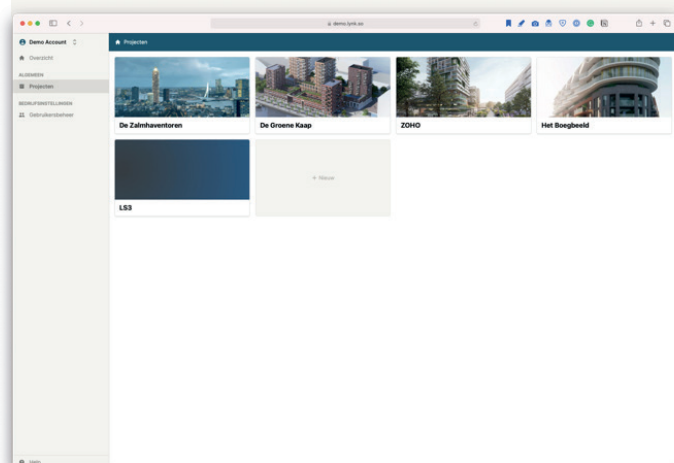 demo.lynk.so
Demo Account
Projecten
Overzicht
ALGEMEEN
Projecten
BEDRIJFSINSTELLINGEN
Gebruikersbeheer
De Zalmhaventoren
De Groene Kaap
ZOHO
Het Boegbeeld
LS3
+ Nieuw
Help